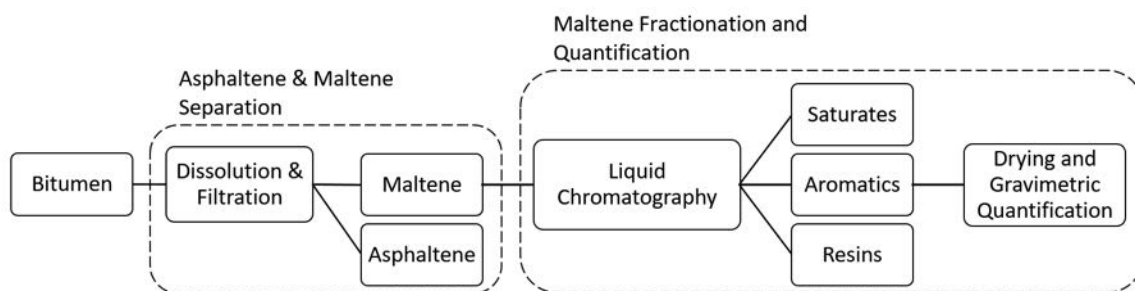 Maltene Fractionation and
Quantification
Asphaltene & Maltene
Separation
Bitumen
Dissolution &
Filtration
Maltene
Asphaltene
Liquid
Chromatography
Saturates
Aromatics
Resins
Drying and
Gravimetric
Quantification